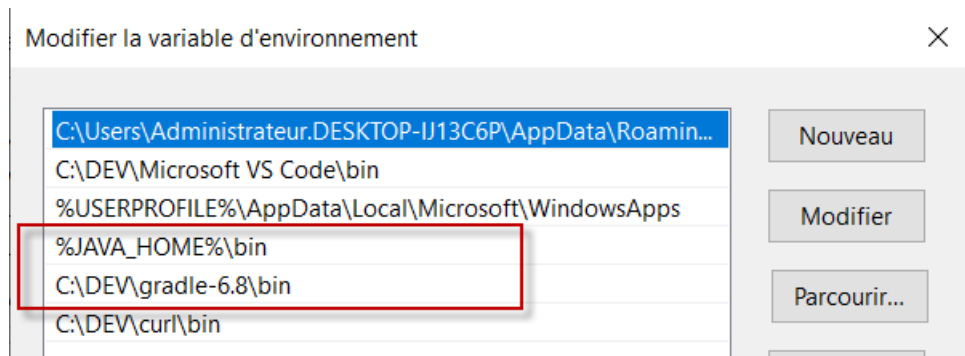 Modifier la variable d'environnement
C:\Users\Administrateur.DESKTOP-IJ13C6P\AppData\Roamin...
C:\DEV\Microsoft VS Code\bin
%USERPROFILE%\AppData\Local\Microsoft\WindowsApps
%JAVA_HOME%\bin
C:\DEV\gradle-6.8\bin
C:\DEV\curl\bin
Nouveau
Modifier
Parcourir...